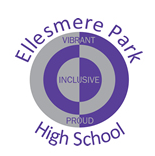 Ellesmere Park
VIBRANT
INCLUSIVE
PROUD
High School